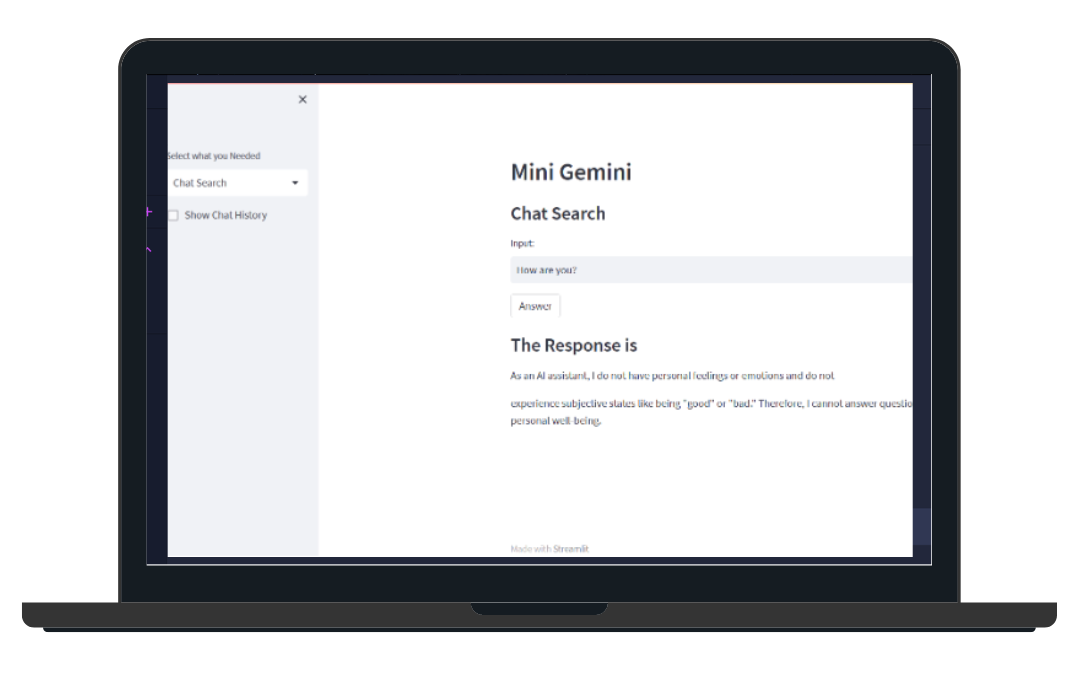 Select what you Needed
Chat Search
Show Chat History
Mini Gemini
Chat Search
Input:
How are you?
Answer
The Response is
As an AI assistant, I do not have personal feelings or emotions and do not
experience subjective states like being "good" or "bad." Therefore, I cannot answer questio
personal well-being.
Made with Streamlit